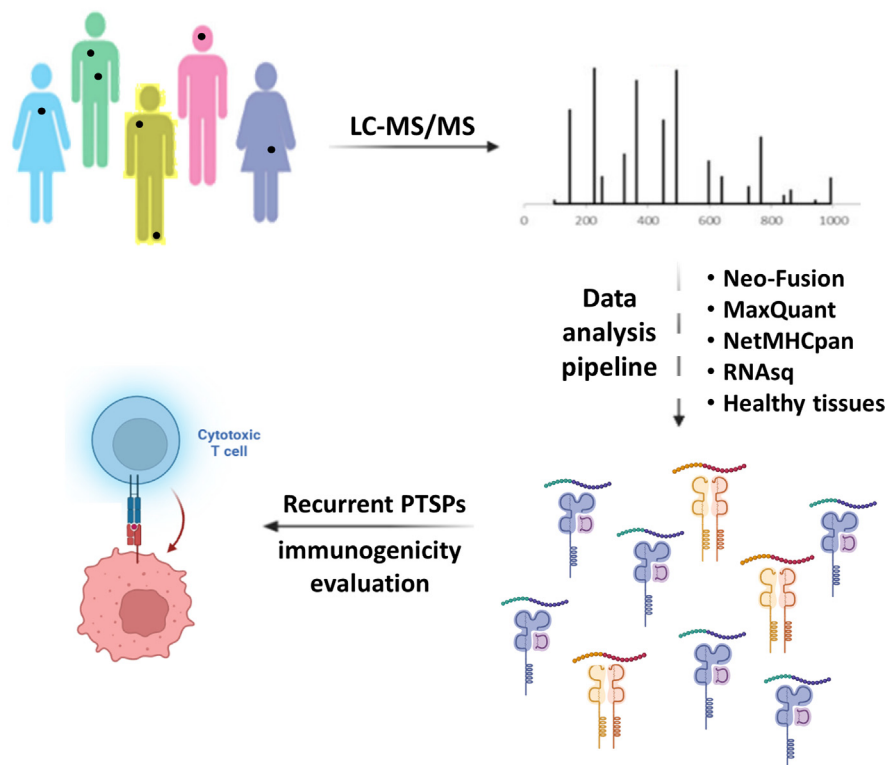 LC-MS/MS
0 200 400 600 800 1000
Data
analysis
pipeline
• Neo-Fusion
• MaxQuant
• NetMHCpan
• RNAsq
• Healthy tissues
Cytotoxic
T cell
Recurrent PTSPs
immunogenicity
evaluation